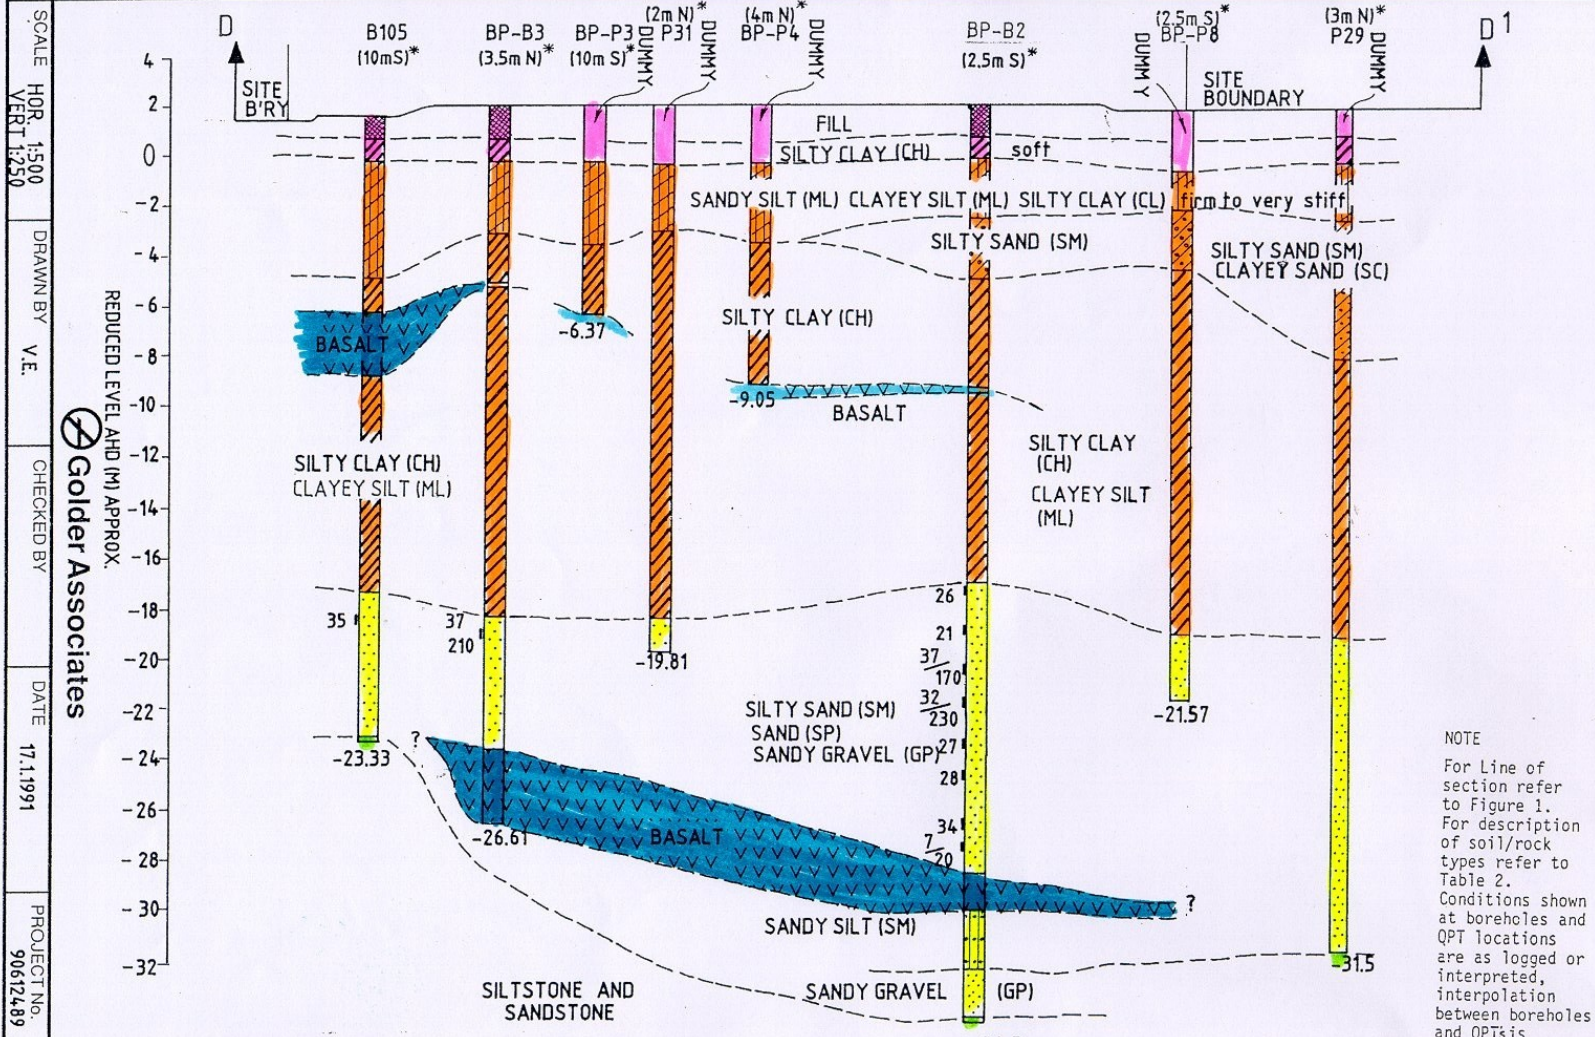 SCALE HOR. 1:500
VERT 1:250
DRAWN BY V.E.
CHECKED BY
DATE 17.1.1991
PROJECT No. 90612489
Golder Associates
REDUCED LEVEL AHD (M) APPROX.
4
2
0
-2
-4
-6
-8
-10
-12
-14
-16
-18
-20
-22
-24
-26
-28
-30
-32
D
SITE
B'RY
B105
(10mS)*
BP-B3
(3.5m N)*
BP-P3
(10m S)*
DUMMY
(2m N)*
P31
DUMMY
(4m N)*
BP-P4
DUMMY
BP-B2
(2.5m S)*
(2.5m S)*
BP-P8
DUMMY
SITE
BOUNDARY
(3m N)*
P29
DUMMY
D 1
FILL
SILTY CLAY (CH)
soft
SANDY SILT (ML) CLAYEY SILT (ML) SILTY CLAY (CL) firm to very stiff
SILTY SAND (SM)
SILTY SAND (SM)
CLAYEY SAND (SC)
SILTY CLAY (CH)
BASALT
-6.37
-9.05
BASALT
SILTY CLAY (CH)
CLAYEY SILT (ML)
SILTY CLAY
(CH)
CLAYEY SILT
(ML)
35
37
210
-19.81
26
21
37/170
32/230
27
28
34
7/20
-21.57
SILTY SAND (SM)
SAND (SP)
SANDY GRAVEL (GP)
-23.33
?
-26.61
BASALT
?
SANDY SILT (SM)
-31.5
SILTSTONE AND
SANDSTONE
SANDY GRAVEL (GP)
NOTE
For Line of
section refer
to Figure 1.
For description
of soil/rock
types refer to
Table 2.
Conditions shown
at boreholes and
QPT locations
are as logged or
interpreted,
interpolation
between boreholes
and QPTs is